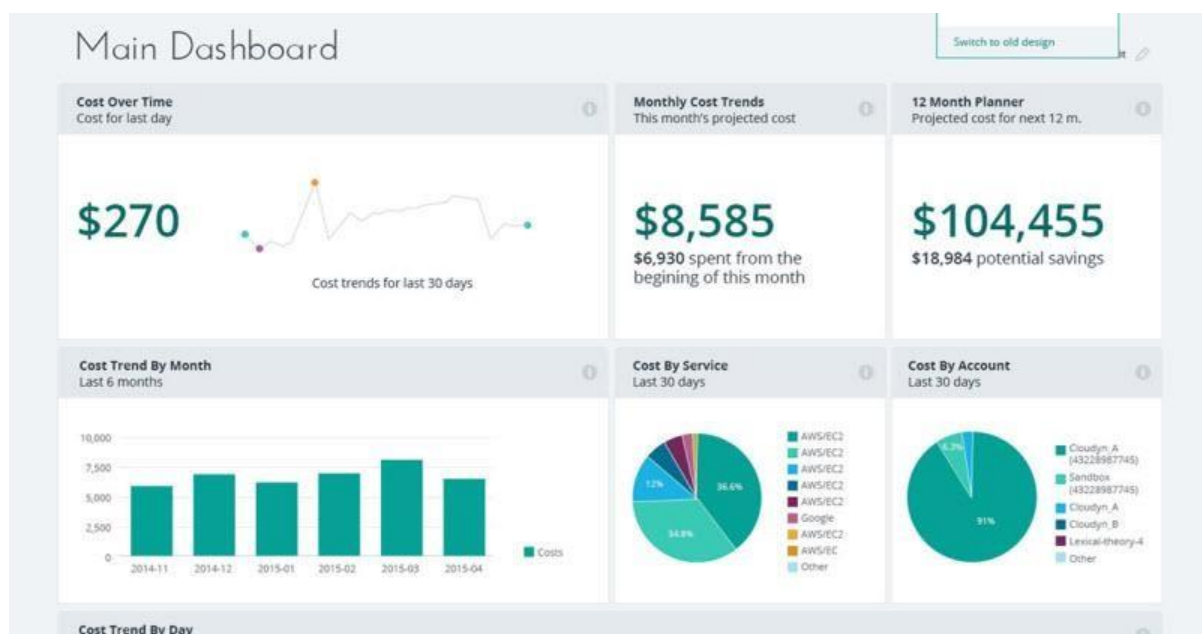 Main Dashboard
Switch to old design
Cost Over Time
Cost for last day
$270
Cost trends for last 30 days
Monthly Cost Trends
This month's projected cost
$8,585
$6,930 spent from the
begining of this month
12 Month Planner
Projected cost for next 12 m.
$104,455
$18,984 potential savings
Cost Trend By Month
Last 6 months
10,000
7,500
5,000
2,500
0
2014-11 2014-12 2015-01 2015-02 2015-03 2015-04
Costs
Cost By Service
Last 30 days
36.6%
12%
34.8%
AWS/EC2
AWS/EC2
AWS/EC2
AWS/EC2
AWS/EC2
Google
AWS/EC2
AWS/EC
Other
Cost By Account
Last 30 days
6.3%
91%
Cloudyn_A
(43228987745)
Sandbox
(43228987745)
Cloudyn_A
Cloudyn_B
Lexical-theory-4
Other
Cost Trend By Day